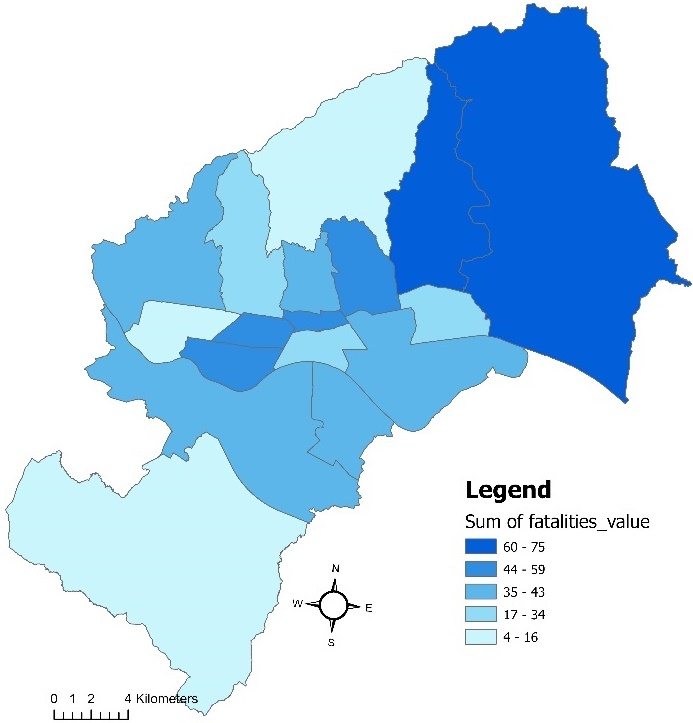 Legend
Sum of fatalities_value
60 - 75
44 - 59
35 - 43
17 - 34
4 - 16
N
W E
S
0 1 2 4 Kilometers